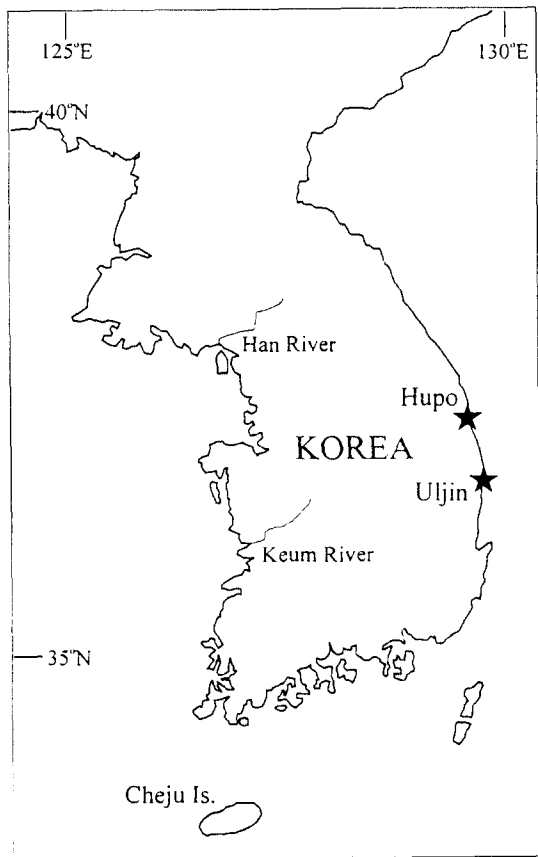 125°E
130°E
40°N
Han River
Hupo
KOREA
Uljin
Keum River
35°N
Cheju Is.